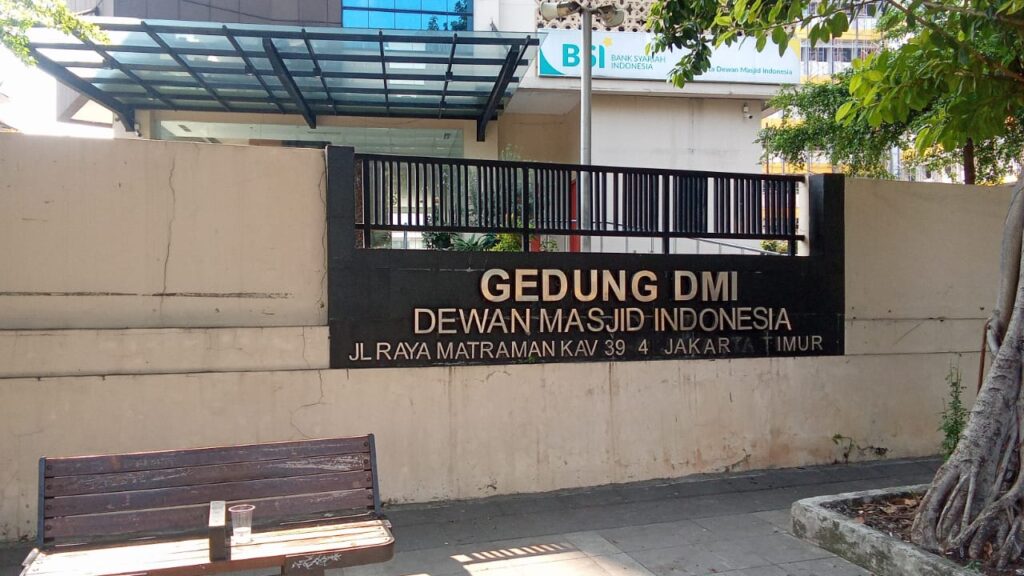 BSI BANK SYARIAH
INDONESIA
Dewan Masjid Indonesia
GEDUNG DMI
DEWAN MASJID INDONESIA
JL RAYA MATRAMAN KAV 39 4 JAKARTA TIMUR